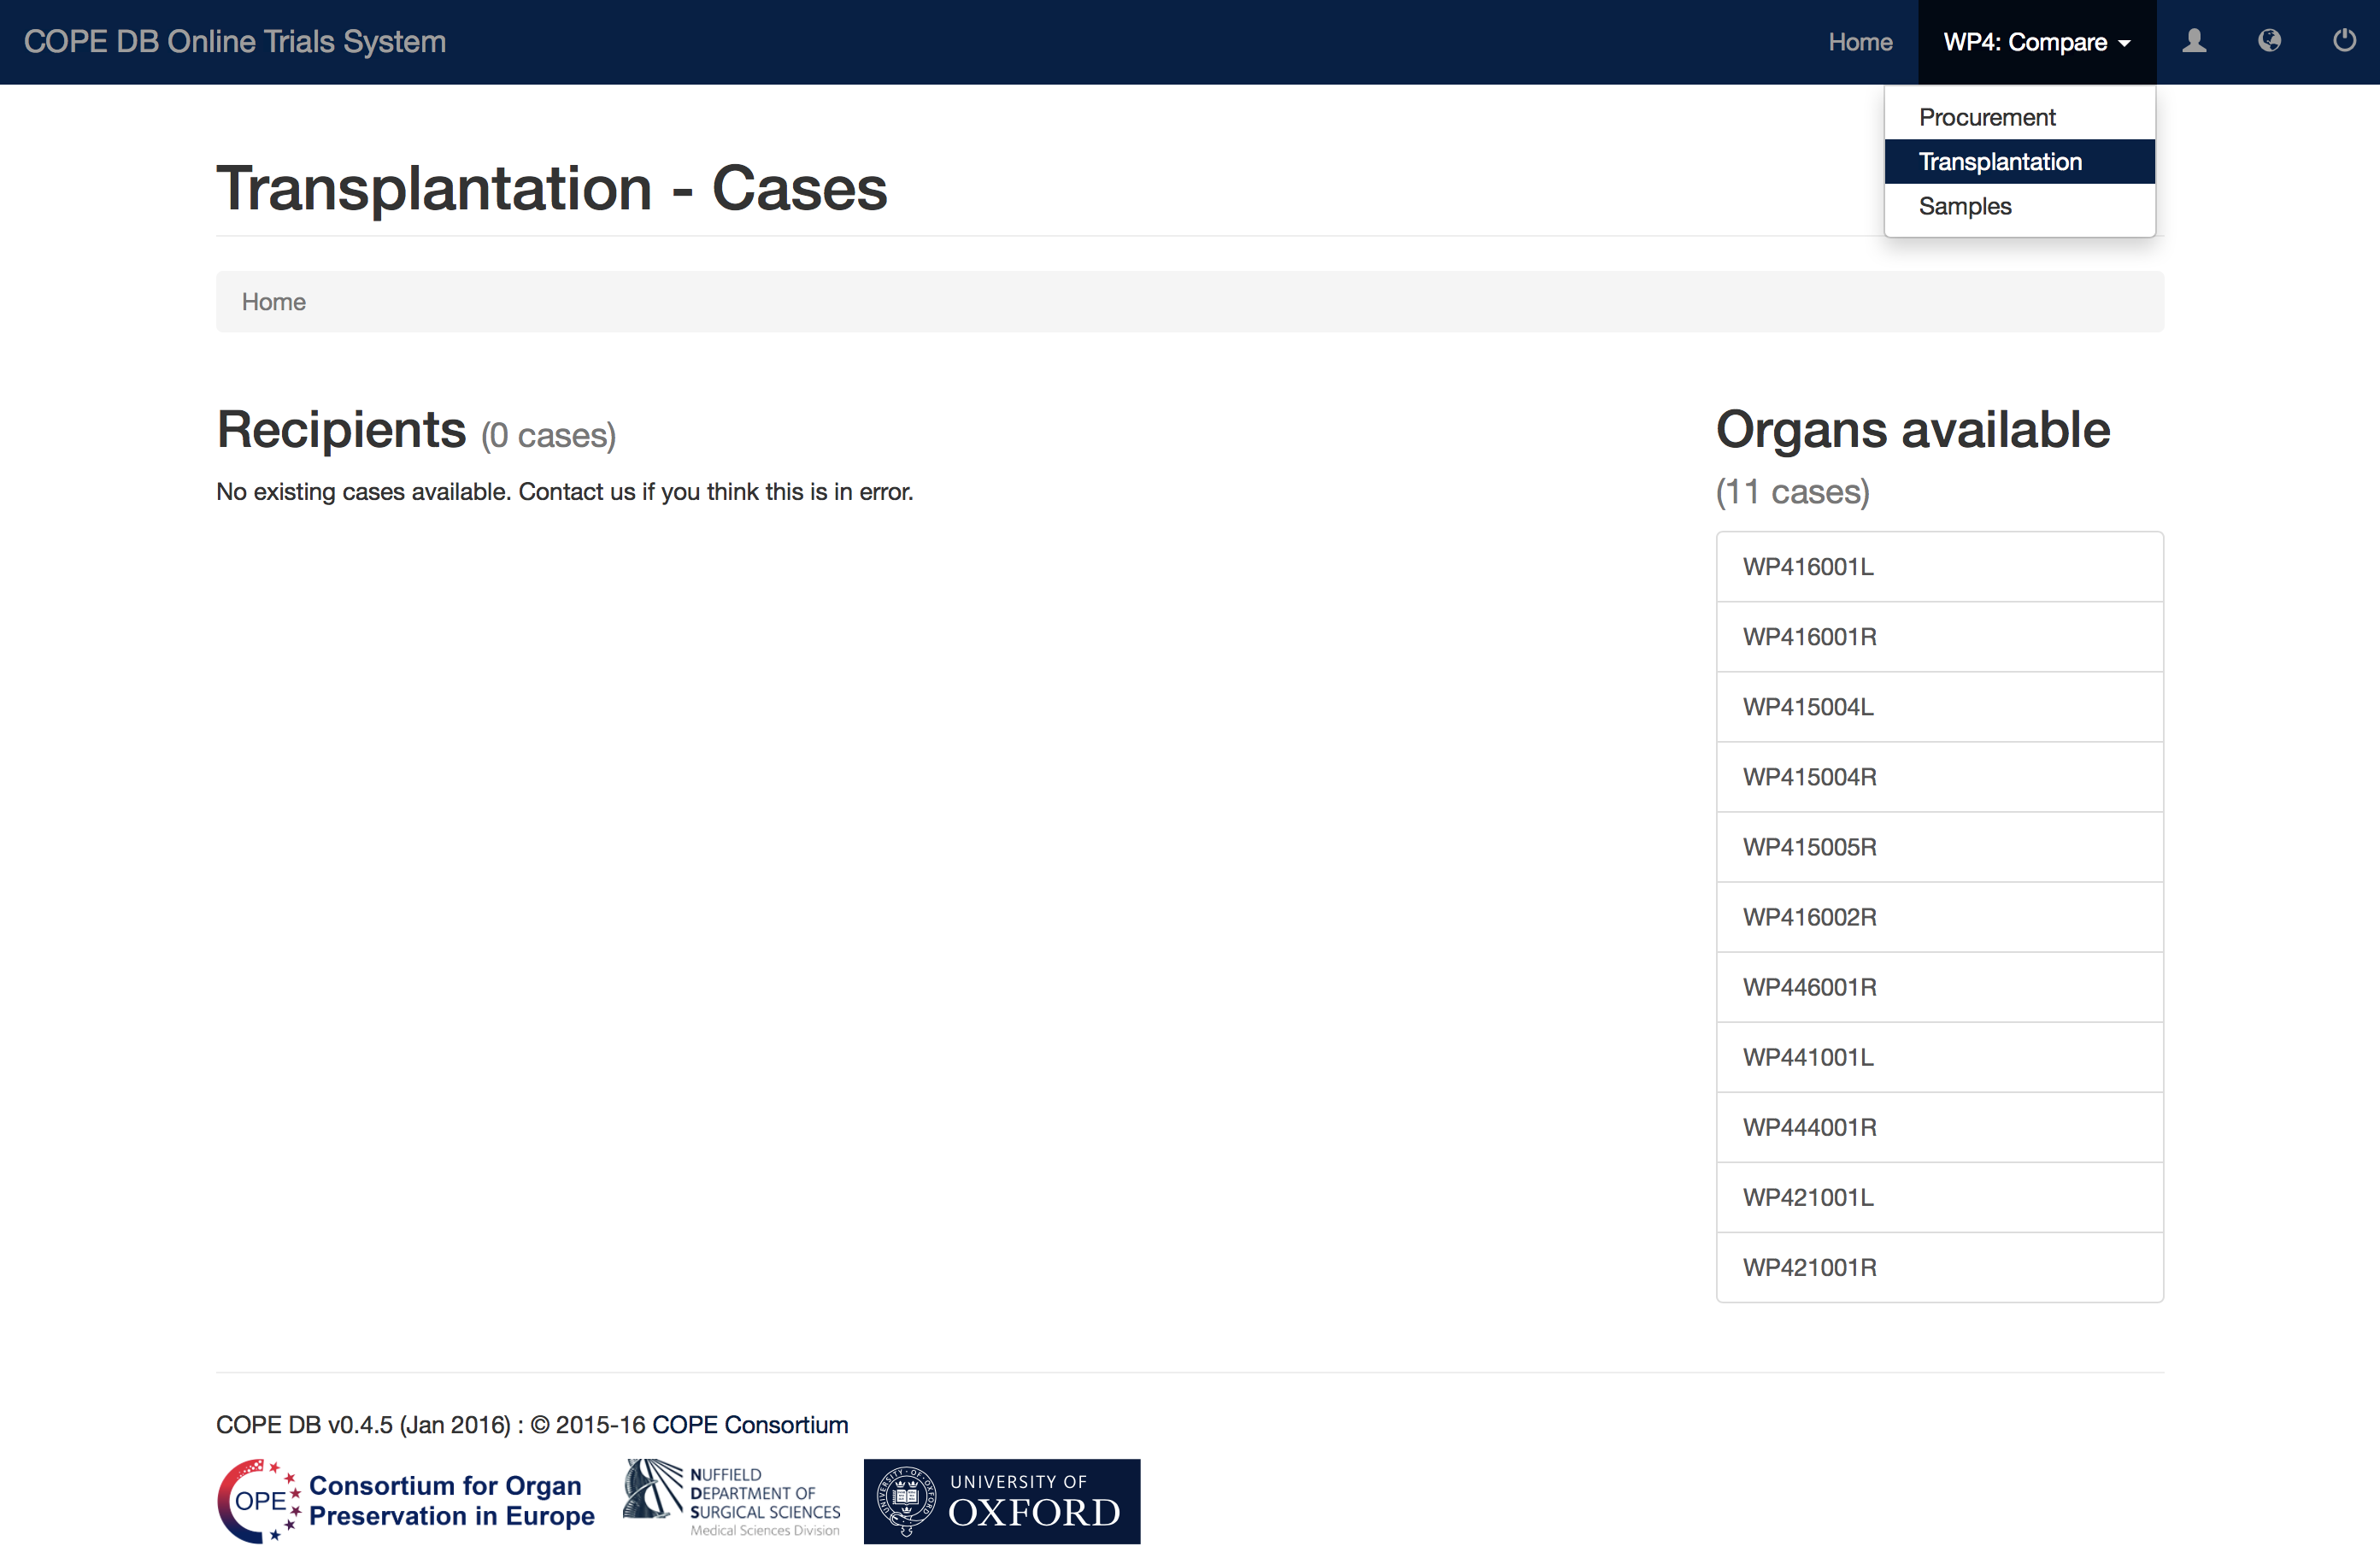 COPE DB Online Trials System
Home
WP4: Compare
Procurement
Transplantation
Samples
Transplantation - Cases
Home
Recipients (0 cases)
No existing cases available. Contact us if you think this is in error.
Organs available
(11 cases)
WP416001L
WP416001R
WP415004L
WP415004R
WP415005R
WP416002R
WP446001R
WP441001L
WP444001R
WP421001L
WP421001R
COPE DB v0.4.5 (Jan 2016) : © 2015-16 COPE Consortium
COPE
Consortium for Organ
Preservation in Europe
NUFFIELD
DEPARTMENT OF
SURGICAL SCIENCES
Medical Sciences Division
UNIVERSITY OF
OXFORD